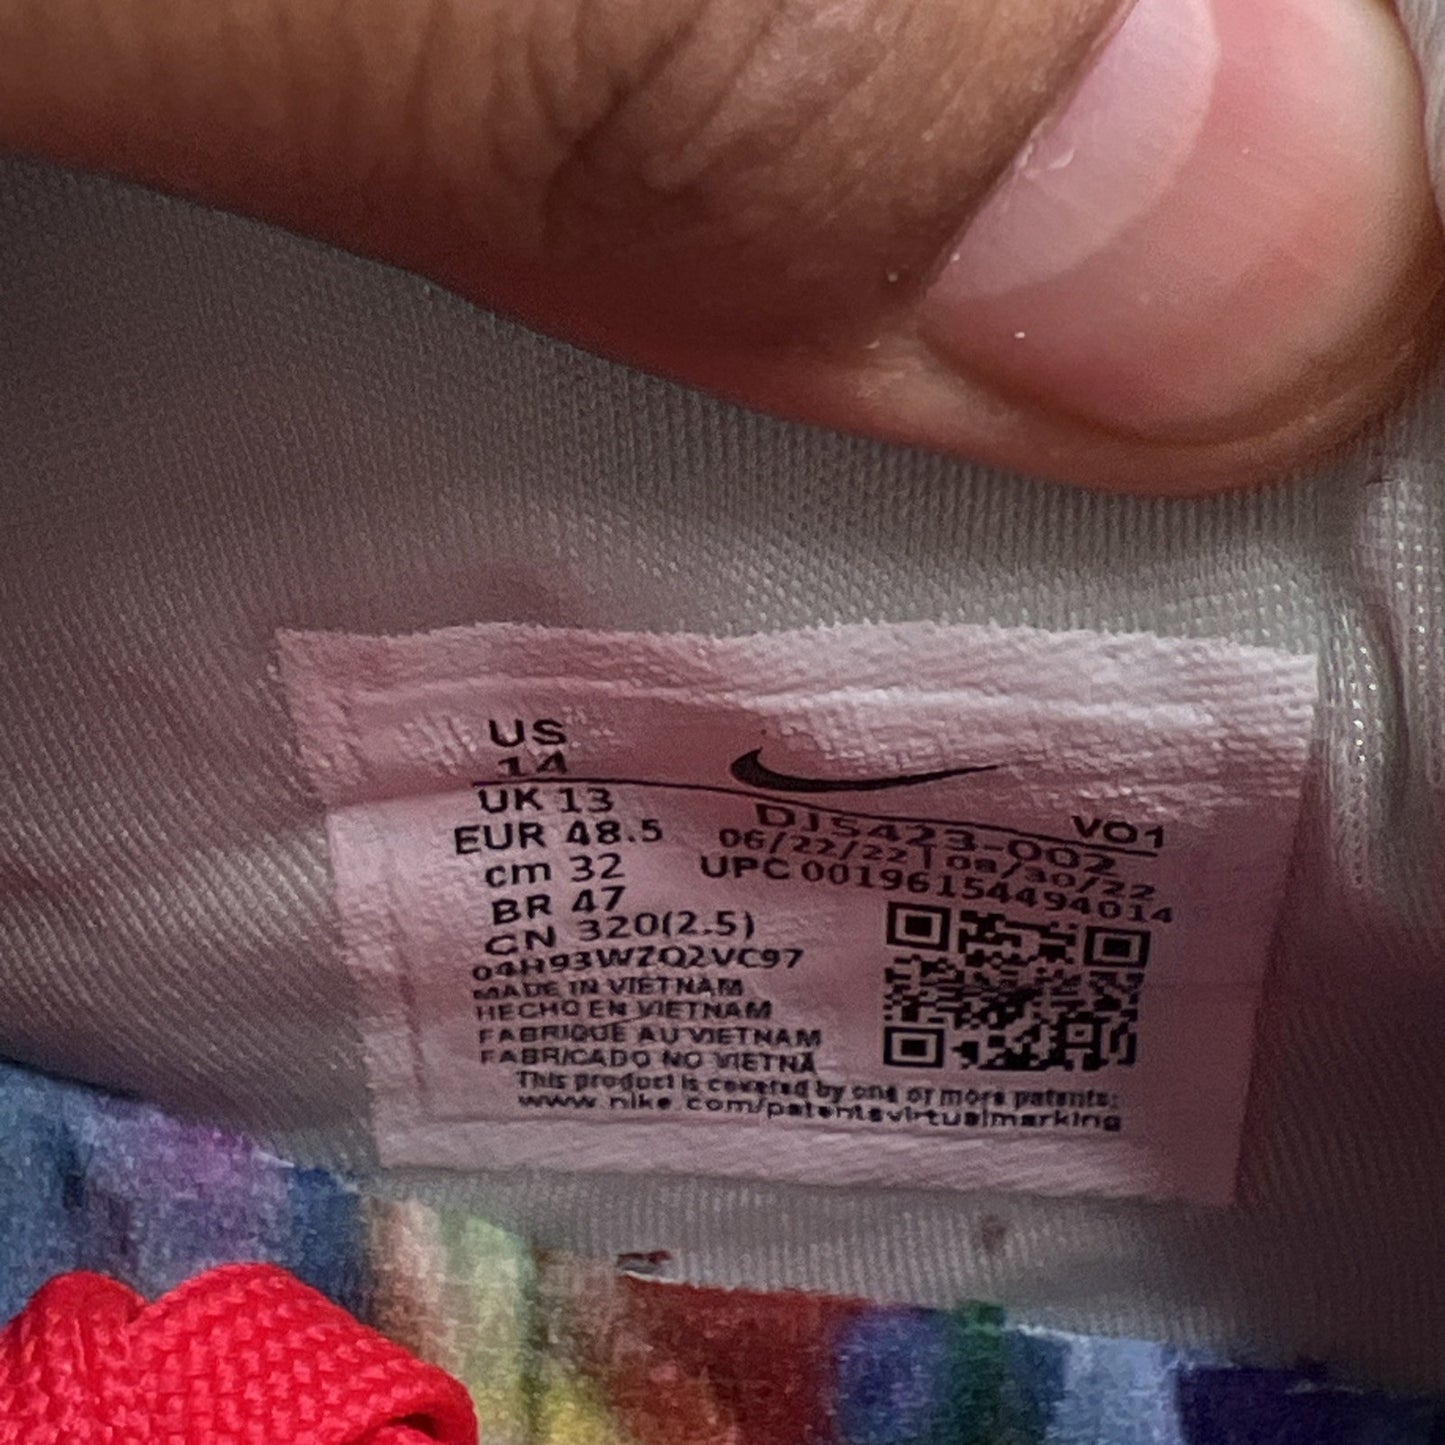 US
14
UK 13
EUR 48.5
cm 32
BR 47
CN 320(2.5)
04H93WZQ2VC97
MADE IN VIETNAM
HECHO EN VIETNAM
FABRIQUE AU VIETNAM
FABRICADO NO VIETNA
VO1
DJ5423-002
06/22/22 | 08/30/22
UPC 00196154494014
This product is covered by one or more patents:
www.nike.com/patentsvirtualmarking